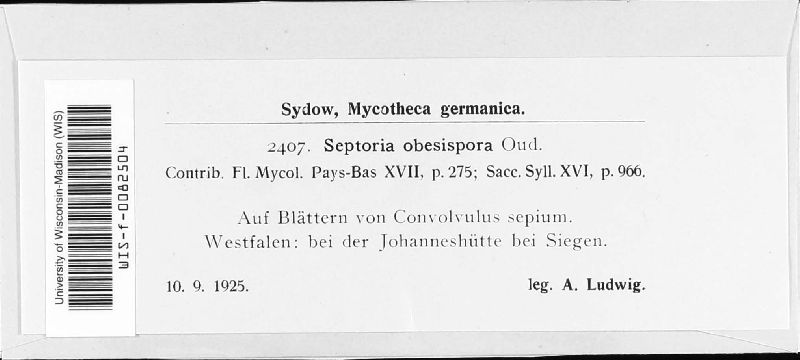 Sydow, Mycotheca germanica.
2407. Septoria obesispora Oud.
Contrib. Fl. Mycol. Pays-Bas XVII, p. 275; Sacc. Syll. XVI, p. 966.
Auf Blättern von Convolvulus sepium.
Westfalen: bei der Johanneshütte bei Siegen.
10. 9. 1925.
leg. A. Ludwig.
University of Wisconsin-Madison (WIS)
WIS-f-0082504